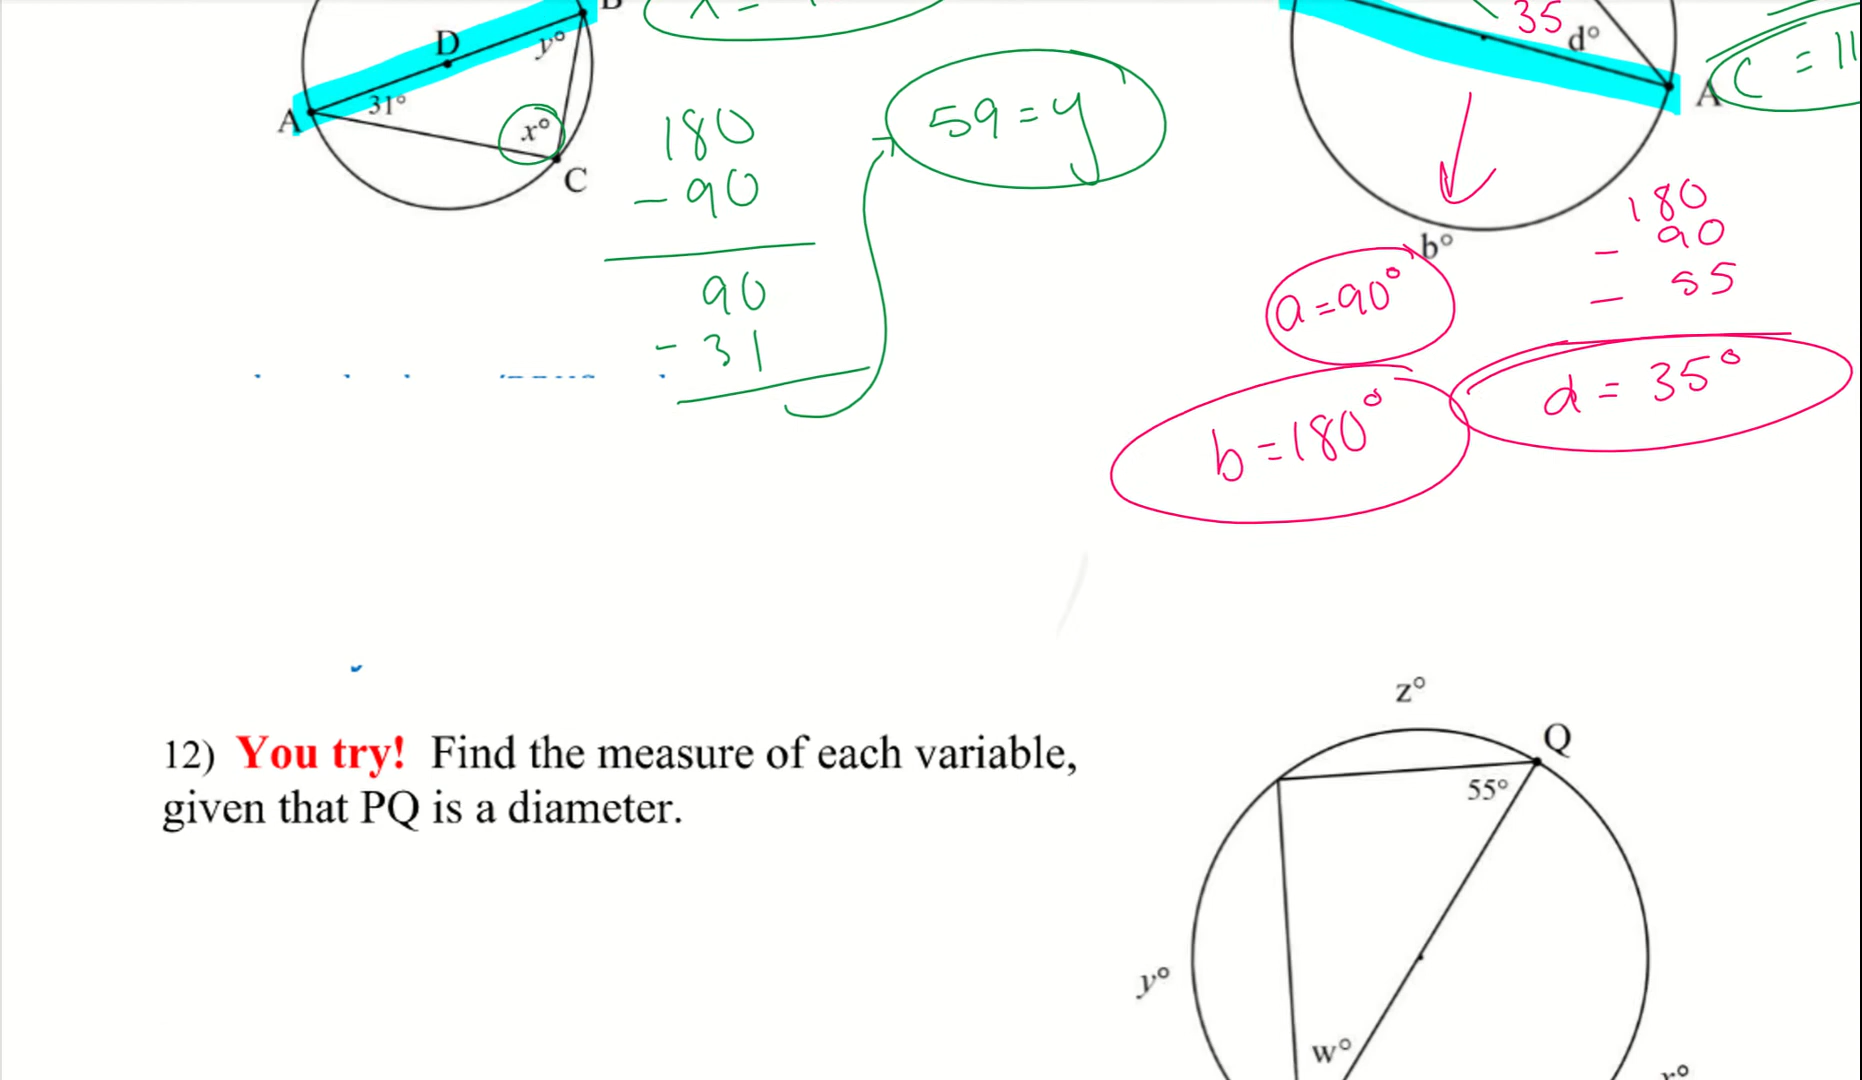 D
y°
A
31°
x°
C
180
- 90
90
- 31
59 = y
35
d°
A
c = 11
b°
180
- 90
- 55
a = 90°
d = 35°
b = 180°
12) You try! Find the measure of each variable,
given that PQ is a diameter.
z°
Q
55°
y°
w°